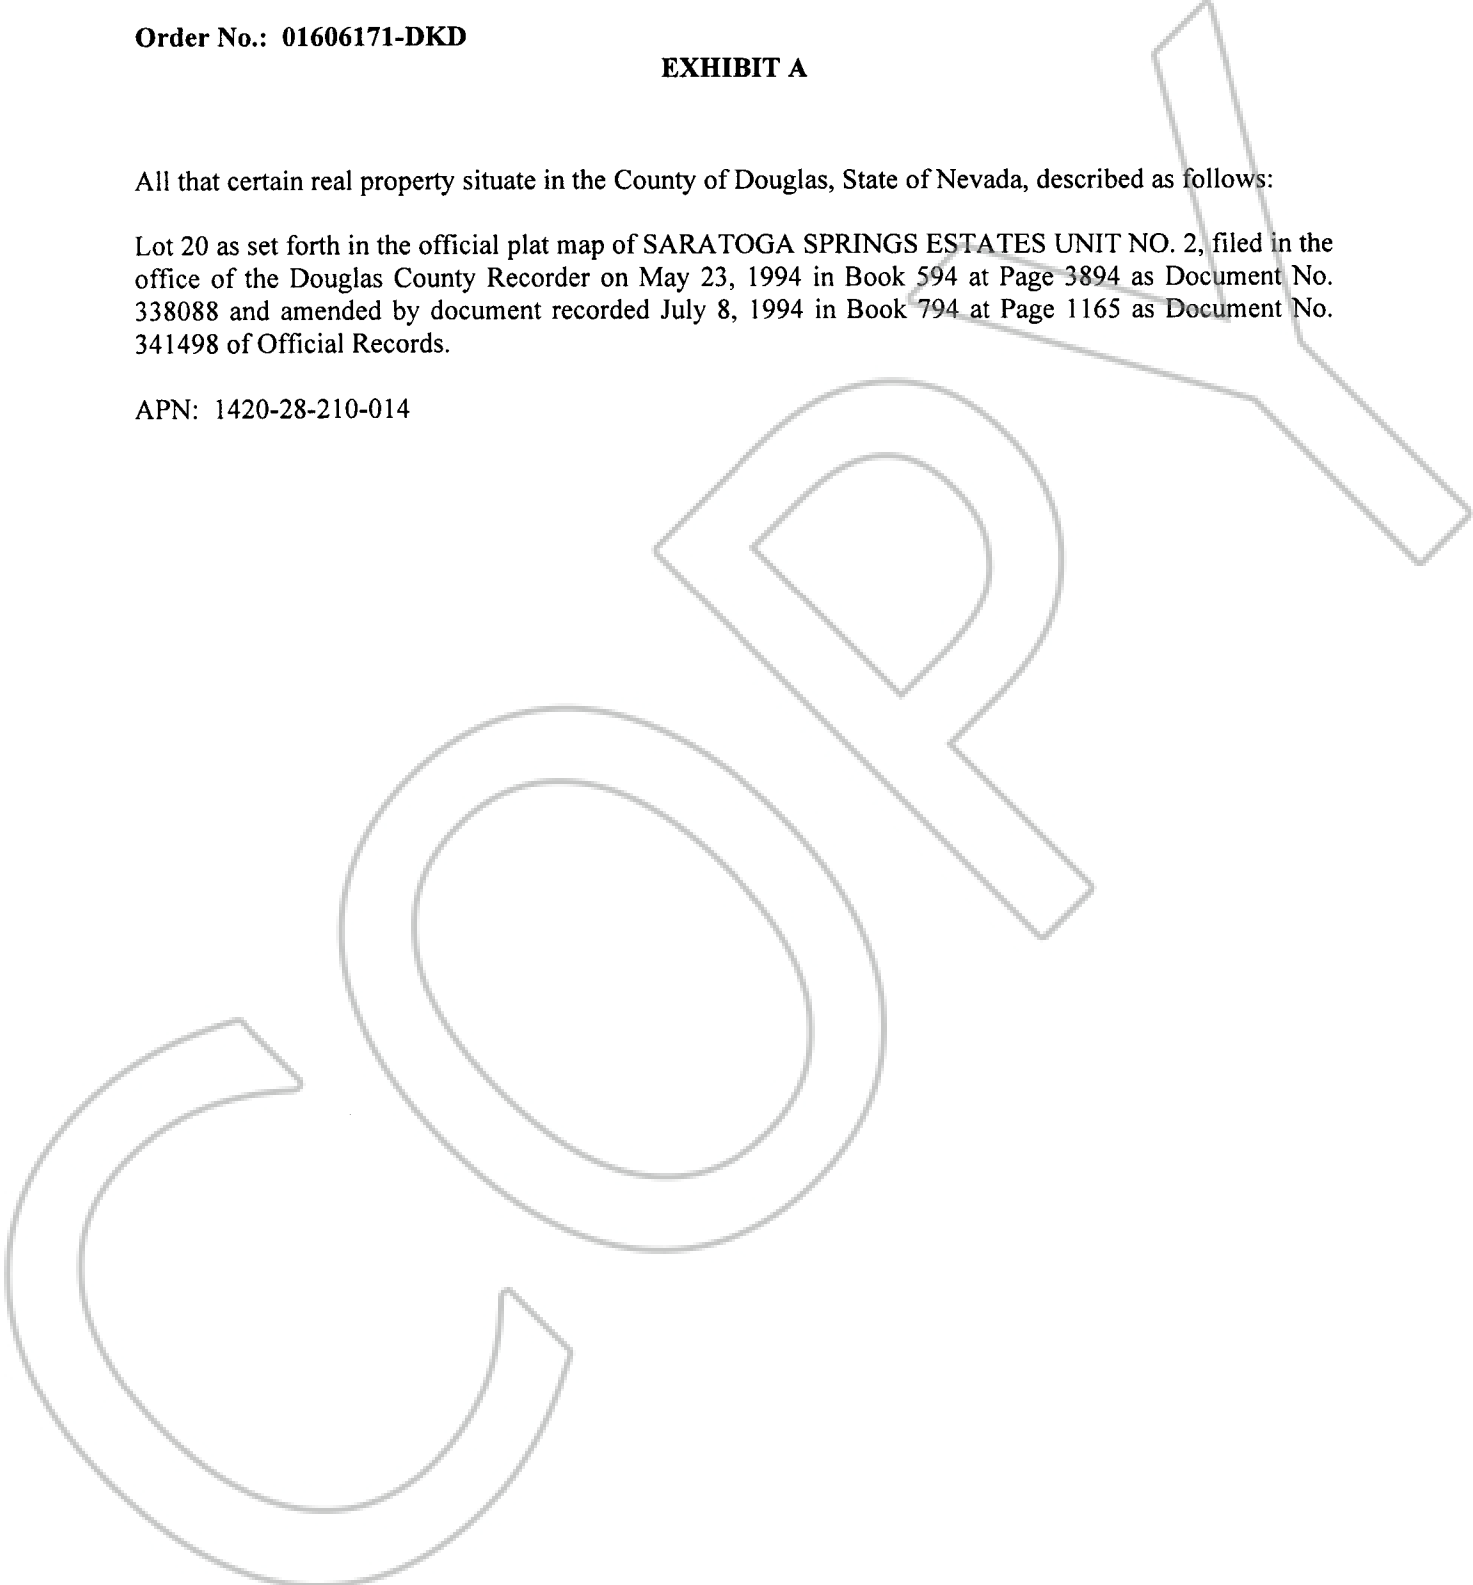 Order No.: 01606171-DKD
EXHIBIT A
All that certain real property situate in the County of Douglas, State of Nevada, described as follows:
Lot 20 as set forth in the official plat map of SARATOGA SPRINGS ESTATES UNIT NO. 2, filed in the
office of the Douglas County Recorder on May 23, 1994 in Book 594 at Page 3894 as Document No.
338088 and amended by document recorded July 8, 1994 in Book 794 at Page 1165 as Document No.
341498 of Official Records.
APN: 1420-28-210-014
COPY